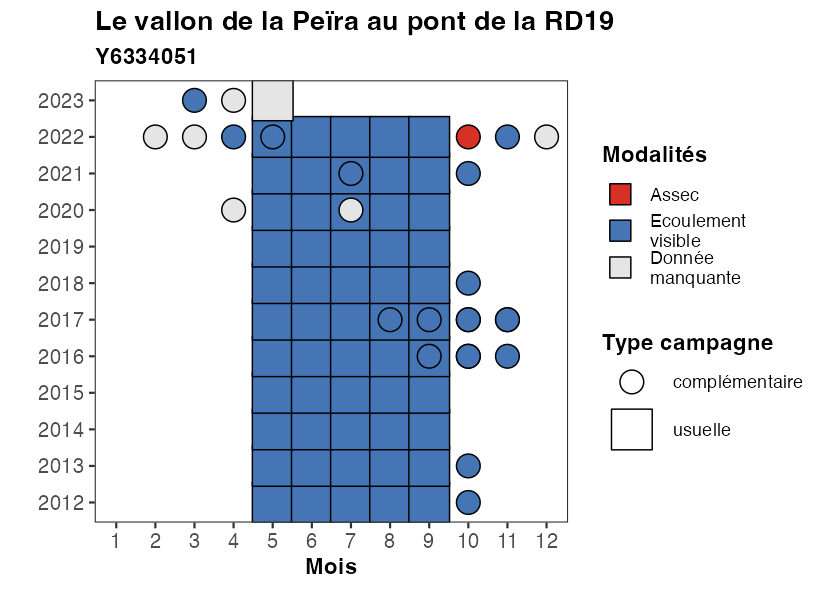 Le vallon de la Peïra au pont de la RD19
Y6334051
2023
2022
2021
2020
2019
2018
2017
2016
2015
2014
2013
2012
1 2 3 4 5 6 7 8 9 10 11 12
Mois
Modalités
Assec
Ecoulement
visible
Donnée
manquante
Type campagne
complémentaire
usuelle